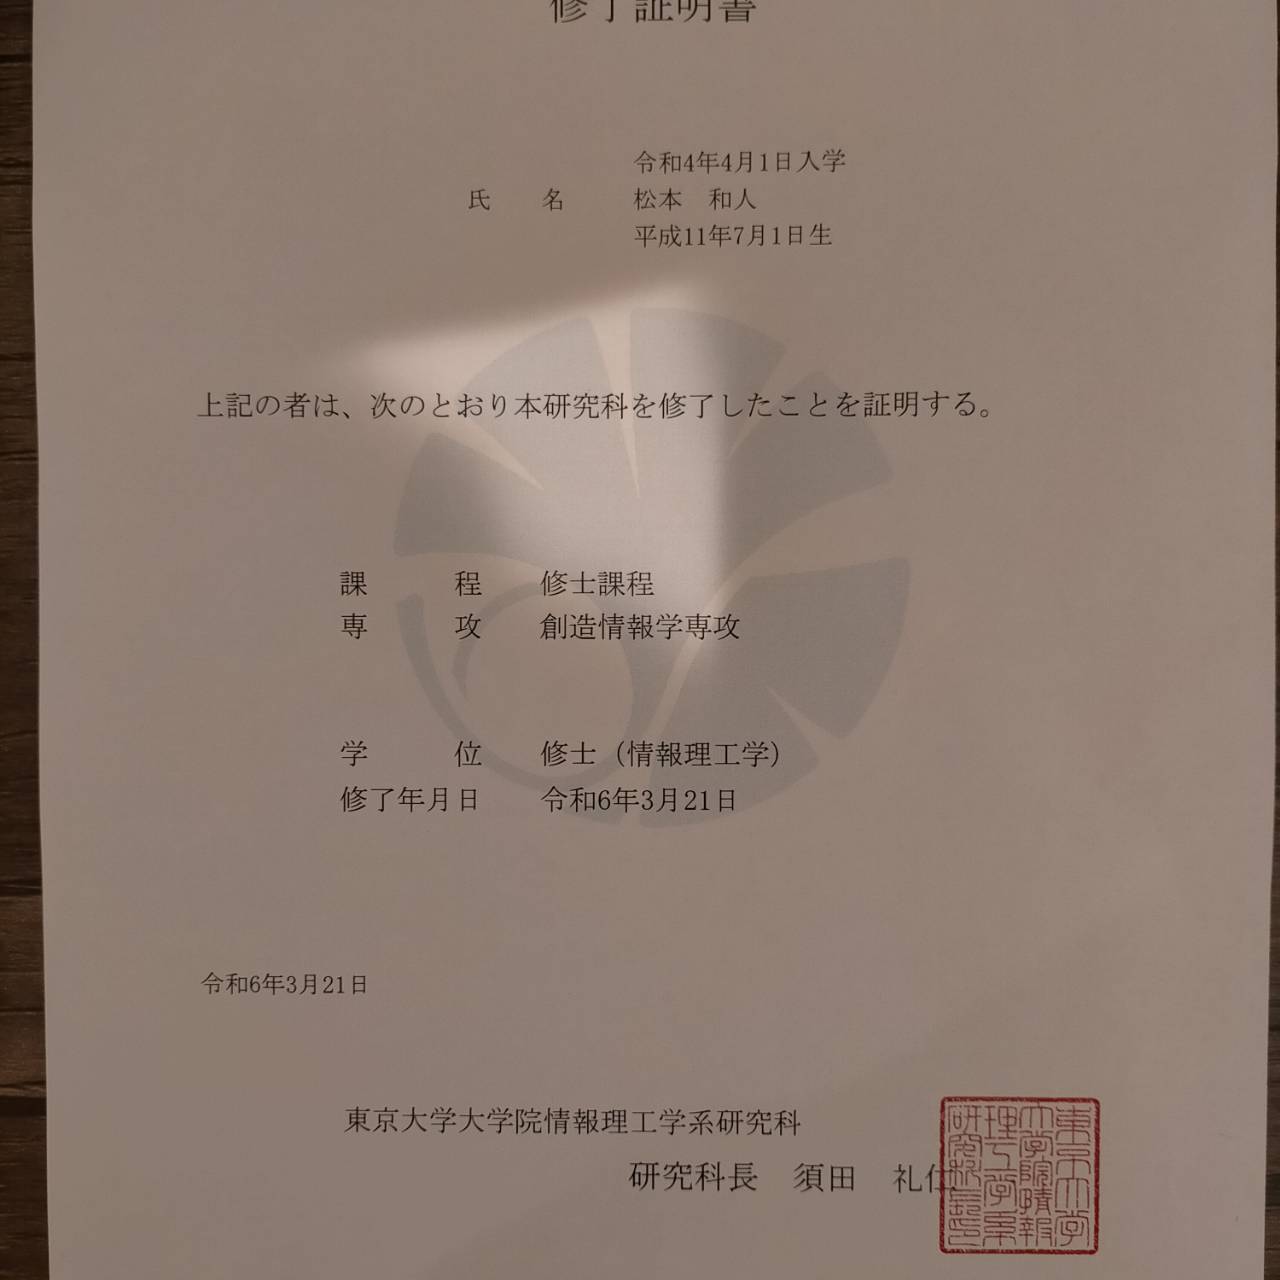 修了証明書
令和4年4月1日入学
氏　名　松本　和人
平成11年7月1日生
上記の者は、次のとおり本研究科を修了したことを証明する。
課　程　修士課程
専　攻　創造情報学専攻
学　位　修士（情報理工学）
修了年月日　令和6年3月21日
令和6年3月21日
東京大学大学院情報理工学系研究科
研究科長　須田　礼仁
東京大学
大学院情報
理工学系
研究科長印